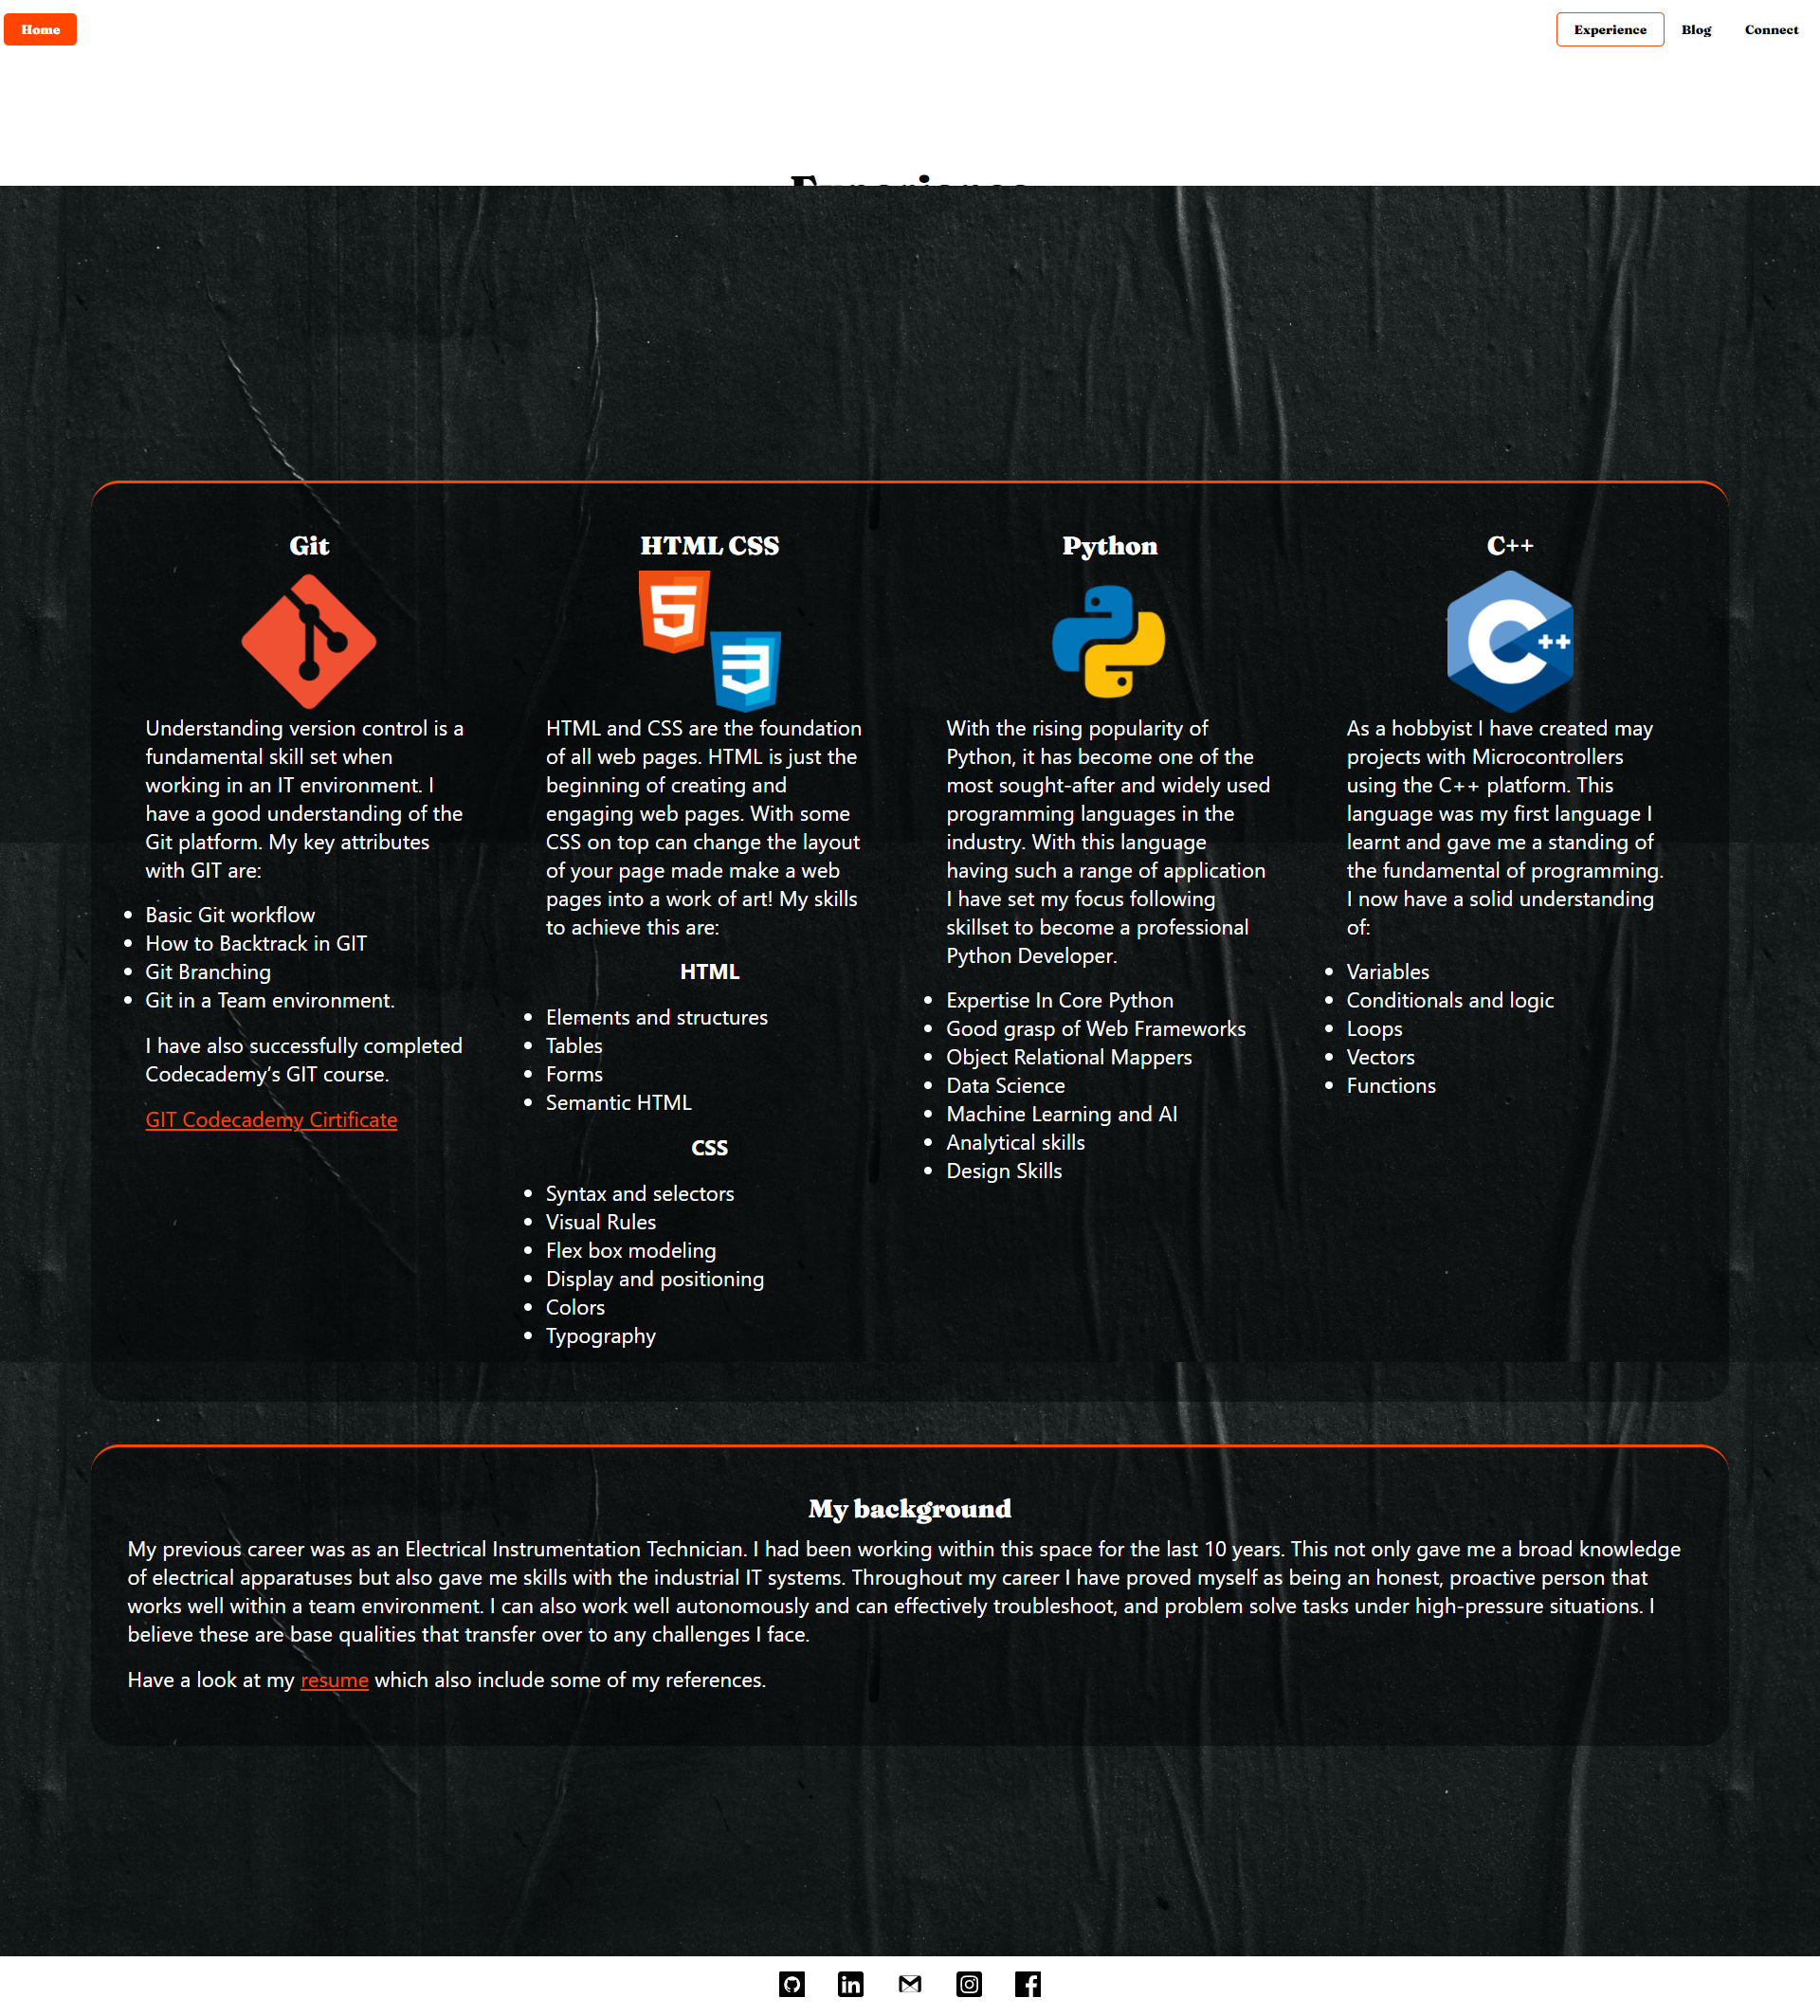 Home
Experience Blog Connect
Experience
Git
Understanding version control is a
fundamental skill set when
working in an IT environment. I
have a good understanding of the
Git platform. My key attributes
with GIT are:
Basic Git workflow
How to Backtrack in GIT
Git Branching
Git in a Team environment.
I have also successfully completed
Codecademy's GIT course.
GIT Codecademy Cirtificate
HTML CSS
HTML and CSS are the foundation
of all web pages. HTML is just the
beginning of creating and
engaging web pages. With some
CSS on top can change the layout
of your page made make a web
pages into a work of art! My skills
to achieve this are:
HTML
Elements and structures
Tables
Forms
Semantic HTML
CSS
Syntax and selectors
Visual Rules
Flex box modeling
Display and positioning
Colors
Typography
Python
With the rising popularity of
Python, it has become one of the
most sought-after and widely used
programming languages in the
industry. With this language
having such a range of application
I have set my focus following
skillset to become a professional
Python Developer.
Expertise In Core Python
Good grasp of Web Frameworks
Object Relational Mappers
Data Science
Machine Learning and AI
Analytical skills
Design Skills
C++
C++
As a hobbyist I have created may
projects with Microcontrollers
using the C++ platform. This
language was my first language I
learnt and gave me a standing of
the fundamental of programming.
I now have a solid understanding
of:
Variables
Conditionals and logic
Loops
Vectors
Functions
My background
My previous career was as an Electrical Instrumentation Technician. I had been working within this space for the last 10 years. This not only gave me a broad knowledge
of electrical apparatuses but also gave me skills with the industrial IT systems. Throughout my career I have proved myself as being an honest, proactive person that
works well within a team environment. I can also work well autonomously and can effectively troubleshoot, and problem solve tasks under high-pressure situations. I
believe these are base qualities that transfer over to any challenges I face.
Have a look at my resume which also include some of my references.